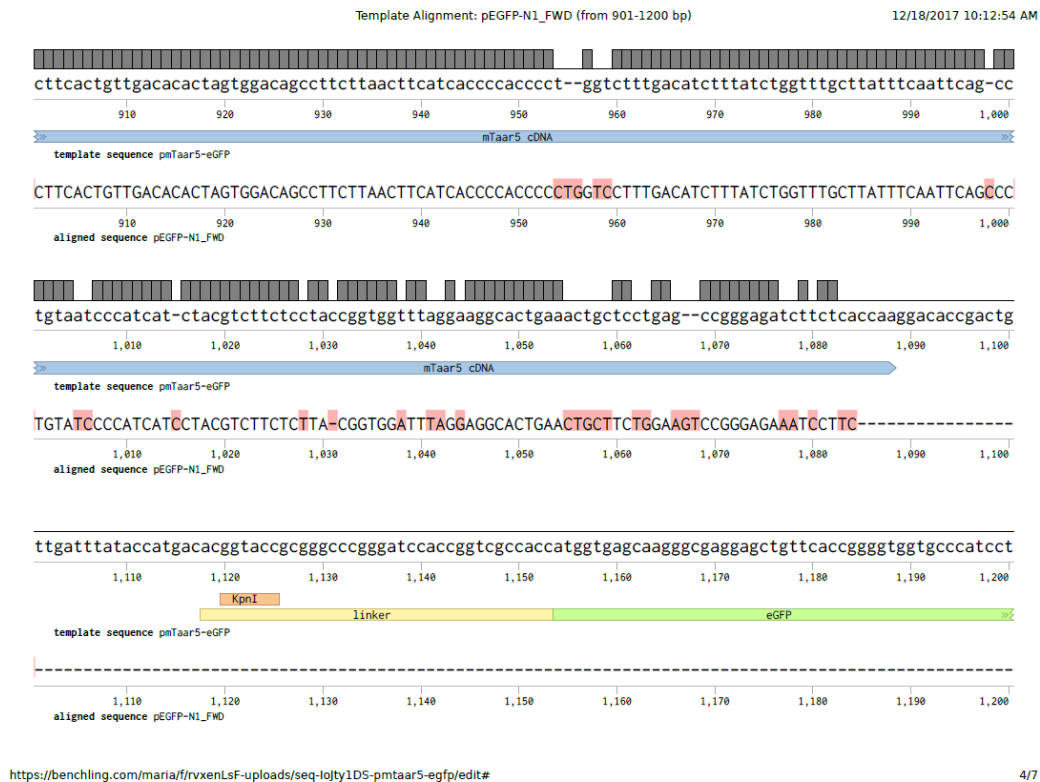 Template Alignment: pEGFP-N1_FWD (from 901-1200 bp) 12/18/2017 10:12:54 AM
cttcactgttgacacactagtggacagccttcttaacttcatcaccccacccct--ggtctttgacatctttatctggtttgcttatttcaattcag-cc
910 920 930 940 950 960 970 980 990 1,000
mTaar5 cDNA
template sequence pmTaar5-eGFP
CTTCACTGTTGACACACTAGTGGACAGCCTTCTTAACTTCATCACCCCACCCCCTGGTCCTTTGACATCTTTATCTGGTTTGCTTATTTCAATTCAGCCC
910 920 930 940 950 960 970 980 990 1,000
aligned sequence pEGFP-N1_FWD
tgtaatcccatcat-ctacgtcttctcctaccggtggtttaggaaggcactgaaactgctcctgag--ccgggagatcttctcaccaaggacaccgactg
1,010 1,020 1,030 1,040 1,050 1,060 1,070 1,080 1,090 1,100
mTaar5 cDNA
template sequence pmTaar5-eGFP
TGTATCCCCATCATCCTACGTCTTCTCTTA-CGGTGGATTTAGGAGGCACTGAACTGCTTCTGGAAGTCCGGGAGAAATCCTTC----------------
1,010 1,020 1,030 1,040 1,050 1,060 1,070 1,080 1,090 1,100
aligned sequence pEGFP-N1_FWD
ttgatttataccatgacacggtaccgcgggcccgggatccaccggtcgccaccatggtgagcaagggcgaggagctgttcaccggggtggtgcccatcct
1,110 1,120 1,130 1,140 1,150 1,160 1,170 1,180 1,190 1,200
KpnI
linker eGFP
template sequence pmTaar5-eGFP
----------------------------------------------------------------------------------------------------
1,110 1,120 1,130 1,140 1,150 1,160 1,170 1,180 1,190 1,200
aligned sequence pEGFP-N1_FWD
https://benchling.com/maria/f/rvxenLsF-uploads/seq-IoJty1DS-pmtaar5-egfp/edit# 4/7